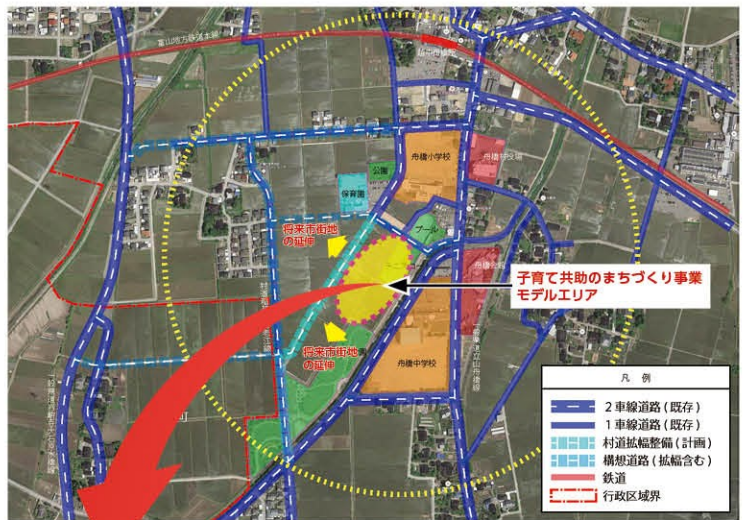 富山地方鉄道本線
舟橋小学校
舟橋村役場
公園
保育園
プール
将来市街地
の延伸
舟橋会館
子育て共助のまちづくり事業
モデルエリア
将来市街地
の延伸
舟橋中学校
凡 例
2車線道路(既存)
1車線道路(既存)
村道拡幅整備(計画)
構想道路(拡幅含む)
鉄道
行政区域界
町